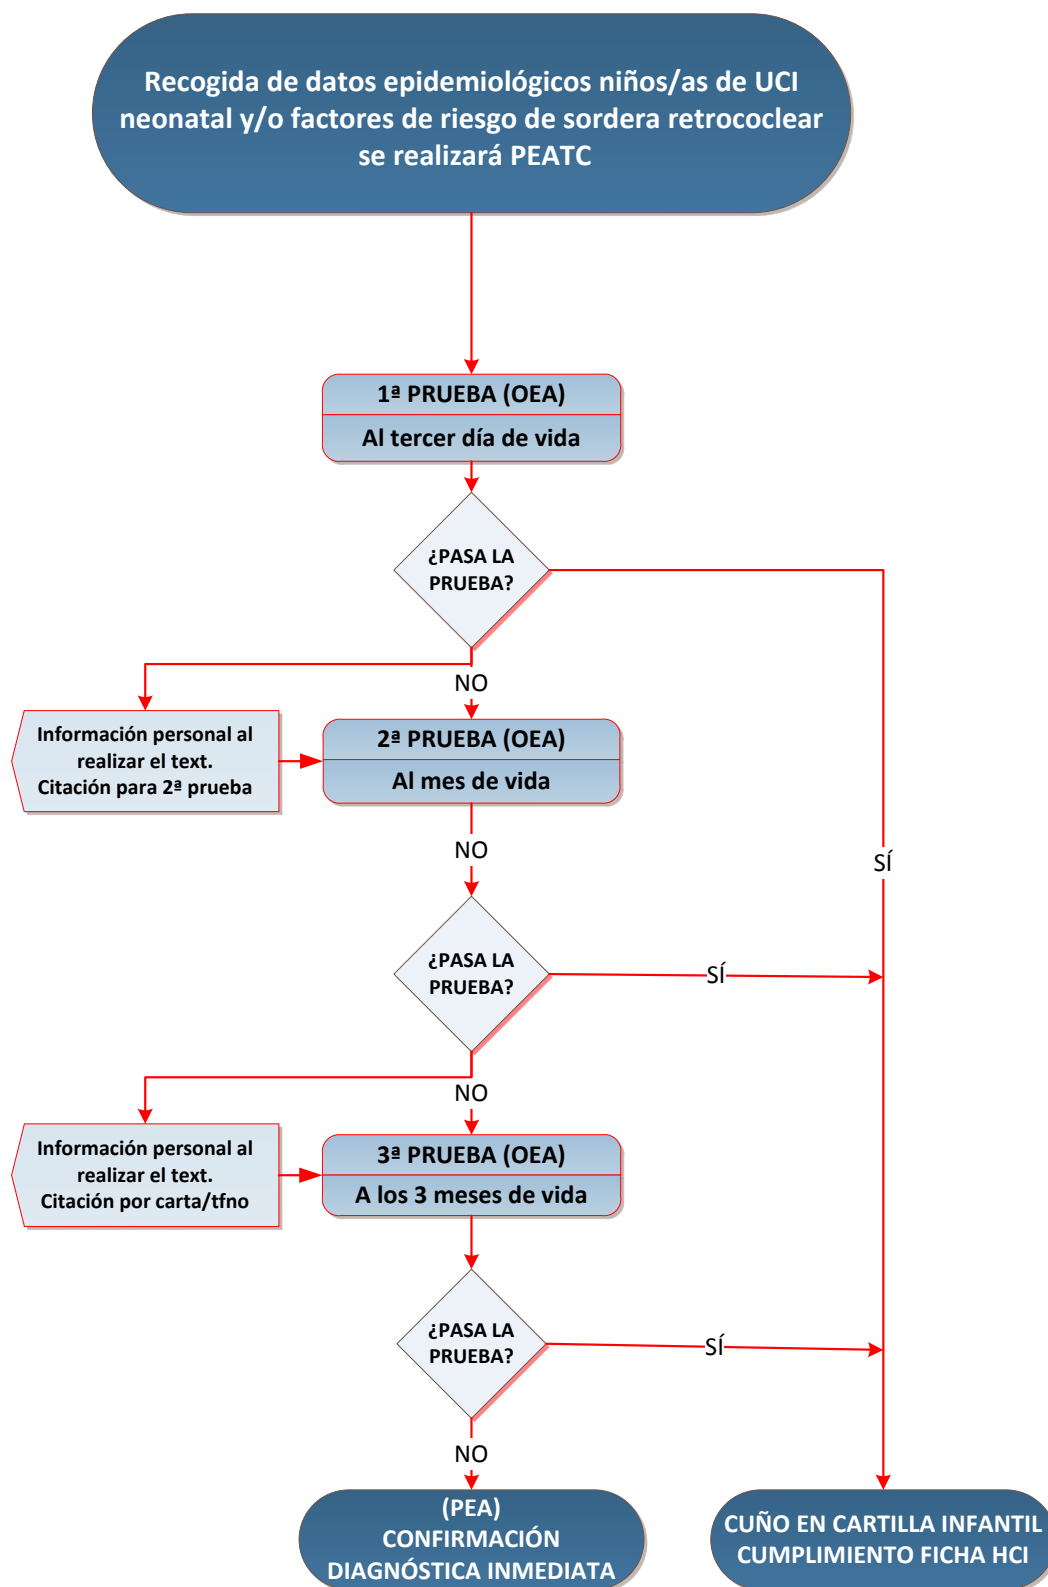 Recogida de datos epidemiológicos niños/as de UCI
neonatal y/o factores de riesgo de sordera retrococlear
se realizará PEATC
1ª PRUEBA (OEA)
Al tercer día de vida
¿PASA LA
PRUEBA?
NO
Información personal al
realizar el text.
Citación para 2ª prueba
2ª PRUEBA (OEA)
Al mes de vida
NO
SÍ
¿PASA LA
PRUEBA?
SÍ
NO
Información personal al
realizar el text.
Citación por carta/tfno
3ª PRUEBA (OEA)
A los 3 meses de vida
¿PASA LA
PRUEBA?
SÍ
NO
(PEA)
CONFIRMACIÓN
DIAGNÓSTICA INMEDIATA
CUÑO EN CARTILLA INFANTIL
CUMPLIMIENTO FICHA HCI